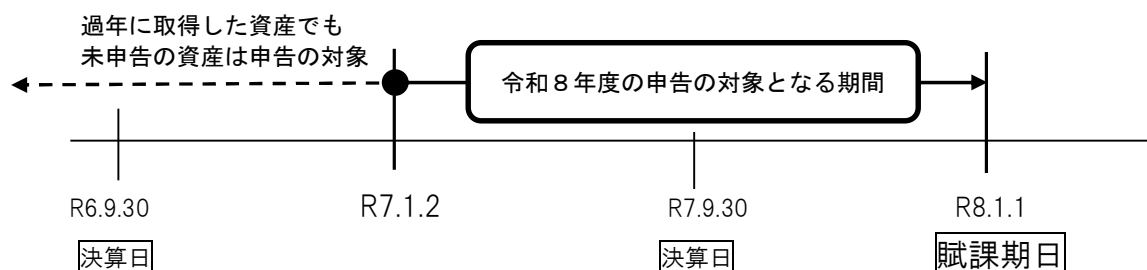 過年に取得した資産でも
未申告の資産は申告の対象
令和８年度の申告の対象となる期間
R6.9.30
R7.1.2
R7.9.30
R8.1.1
決算日
決算日
賦課期日